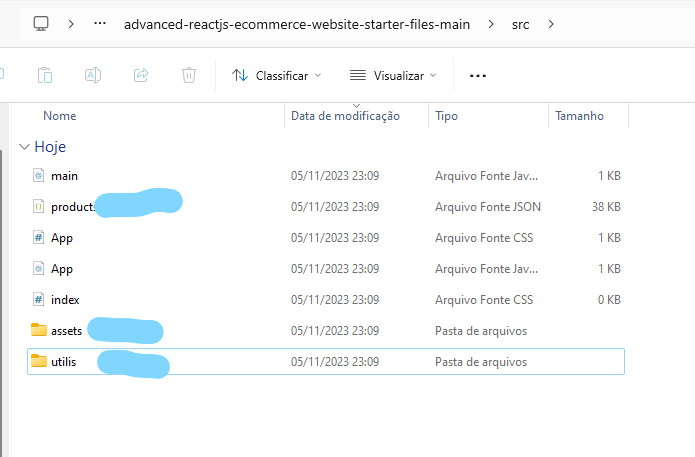 advanced-reactjs-ecommerce-website-starter-files-main > src >
Classificar Visualizar
Nome Data de modificação Tipo Tamanho
Hoje
main 05/11/2023 23:09 Arquivo Fonte Jav... 1 KB
products 05/11/2023 23:09 Arquivo Fonte JSON 38 KB
App 05/11/2023 23:09 Arquivo Fonte CSS 1 KB
App 05/11/2023 23:09 Arquivo Fonte Jav... 1 KB
index 05/11/2023 23:09 Arquivo Fonte CSS 0 KB
assets 05/11/2023 23:09 Pasta de arquivos
utilis 05/11/2023 23:09 Pasta de arquivos